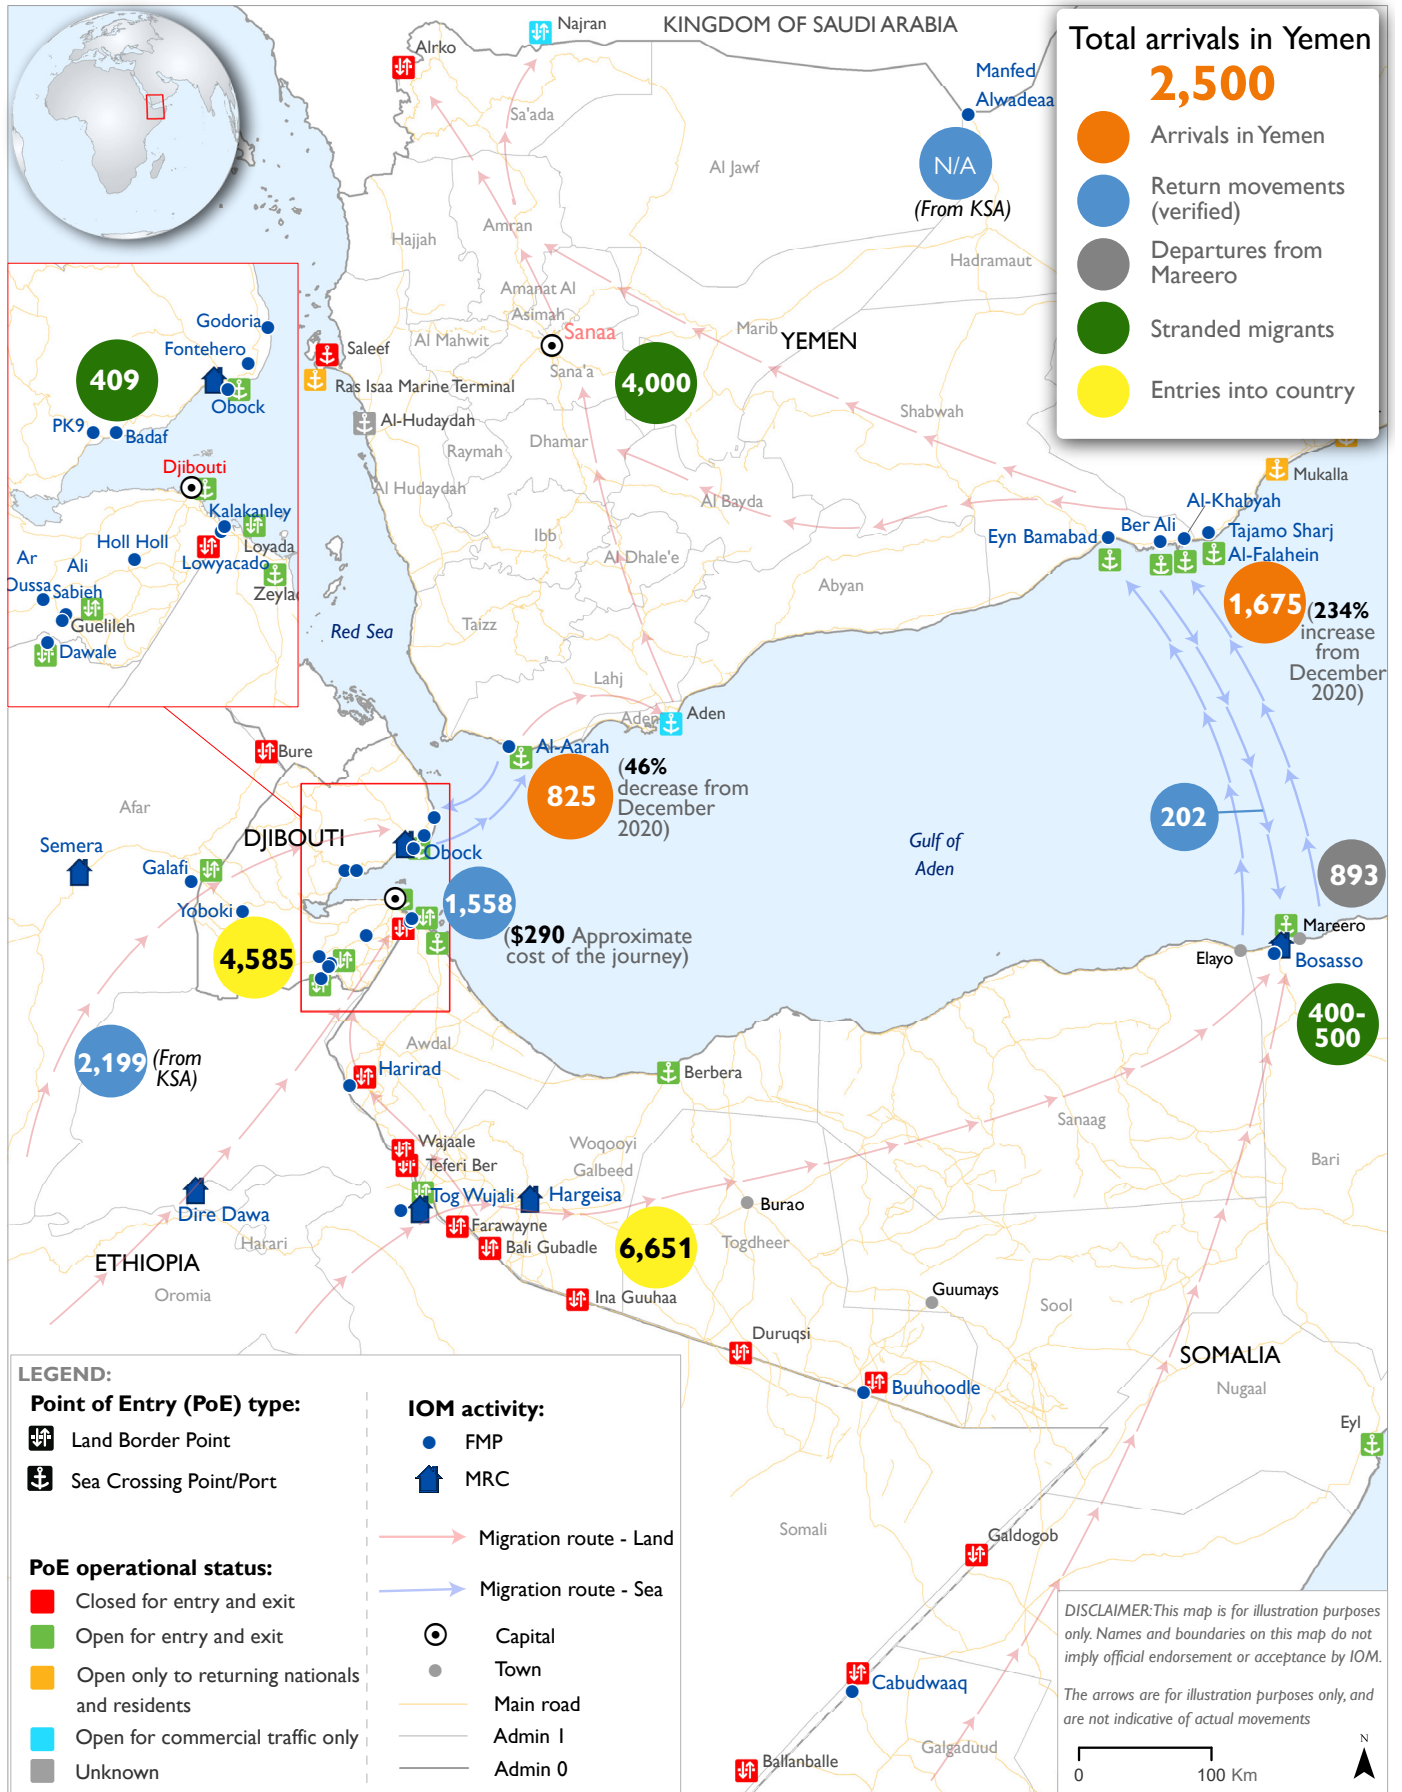 KINGDOM OF SAUDI ARABIA
Najran
Alrko
Manfed
Alwadeaa
N/A
(From KSA)
Total arrivals in Yemen
2,500
Arrivals in Yemen
Return movements
(verified)
Departures from
Mareero
Stranded migrants
Entries into country
Sa'ada
Al Jawf
Amran
Hajjah
Hadramaut
Amanat Al
Asimah
Sanaa
Al Mahwit
Marib
YEMEN
Sana'a
4,000
Saleef
Ras Isaa Marine Terminal
Al-Hudaydah
Shabwah
Dhamar
Raymah
Al Hudaydah
Al Bayda
Ibb
Al Dhale'e
Abyan
Taizz
Lahj
Aden
Aden
Mukalla
Al-Khabyah
Ber Ali
Eyn Bamabad
Tajamo Sharj
Al-Falahein
1,675
(234%
increase
from
December
2020)
Godoria
Fontehero
409
Obock
PK9
Badaf
Djibouti
Kalakanley
Holl Holl
Loyada
Lowyacado
Ar
Oussa
Ali
Sabieh
Zeylac
Guelileh
Dawale
Red Sea
Bure
Al-Aarah
825
(46%
decrease from
December
2020)
Afar
DJIBOUTI
Semera
Galafi
Obock
Yoboki
1,558
($290 Approximate
cost of the journey)
4,585
Gulf of
Aden
202
893
Mareero
Elayo
Bosasso
400-
500
2,199
(From
KSA)
Awdal
Harirad
Berbera
Wajaale
Teferi Ber
Woqooyi
Galbeed
Sanaag
Bari
Tog Wujali
Hargeisa
Dire Dawa
Burao
Farawayne
Bali Gubadle
6,651
Togdheer
Harari
ETHIOPIA
Oromia
Ina Guuhaa
Guumays
Sool
Duruqsi
SOMALIA
Nugaal
Buuhoodle
Eyl
Somali
Galdogob
Cabudwaaq
Galgaduud
Ballanballe
LEGEND:
Point of Entry (PoE) type:
Land Border Point
Sea Crossing Point/Port
PoE operational status:
Closed for entry and exit
Open for entry and exit
Open only to returning nationals
and residents
Open for commercial traffic only
Unknown
IOM activity:
FMP
MRC
Migration route - Land
Migration route - Sea
Capital
Town
Main road
Admin 1
Admin 0
DISCLAIMER:This map is for illustration purposes
only. Names and boundaries on this map do not
imply official endorsement or acceptance by IOM.
The arrows are for illustration purposes only, and
are not indicative of actual movements
N
0 100 Km